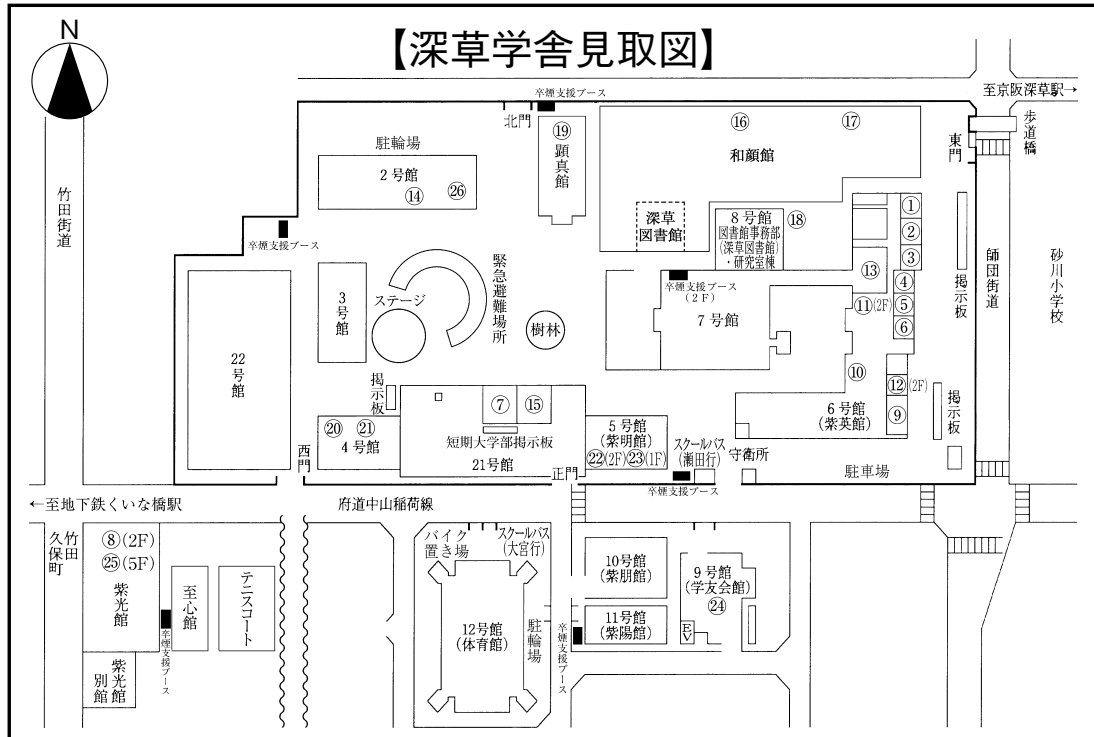 【深草学舎見取図】
N
竹田街道
至京阪深草駅→
歩道橋
東門
卒煙支援ブース
北門
⑲
顕真館
⑯
⑰
和顔館
駐輪場
2号館
⑭
㉖
深草
図書館
8号館
図書館事務部
(深草図書館)
・研究室棟
⑱
①
②
③
④
⑤
⑥
⑬
⑪(2F)
⑩
⑫(2F)
⑨
掲示板
師団街道
砂川小学校
卒煙支援ブース
22号館
3号館
ステージ
緊急避難場所
樹林
卒煙支援ブース
(2F)
7号館
6号館
(紫英館)
掲示板
掲示板
⑦
⑮
短期大学部掲示板
21号館
⑳
㉑
4号館
西門
正門
5号館
(紫明館)
㉒(2F)㉓(1F)
スクールバス
(瀬田行)
守衛所
駐車場
卒煙支援ブース
←至地下鉄くいな橋駅
府道中山稲荷線
竹田
久保町
⑧(2F)
㉕(5F)
紫光館
至心館
テニスコート
卒煙支援ブース
紫光館
別館
バイク
置き場
スクールバス
(大宮行)
12号館
(体育館)
駐輪場
卒煙支援ブース
10号館
(紫朋館)
11号館
(紫陽館)
9号館
(学友会館)
㉔
EV